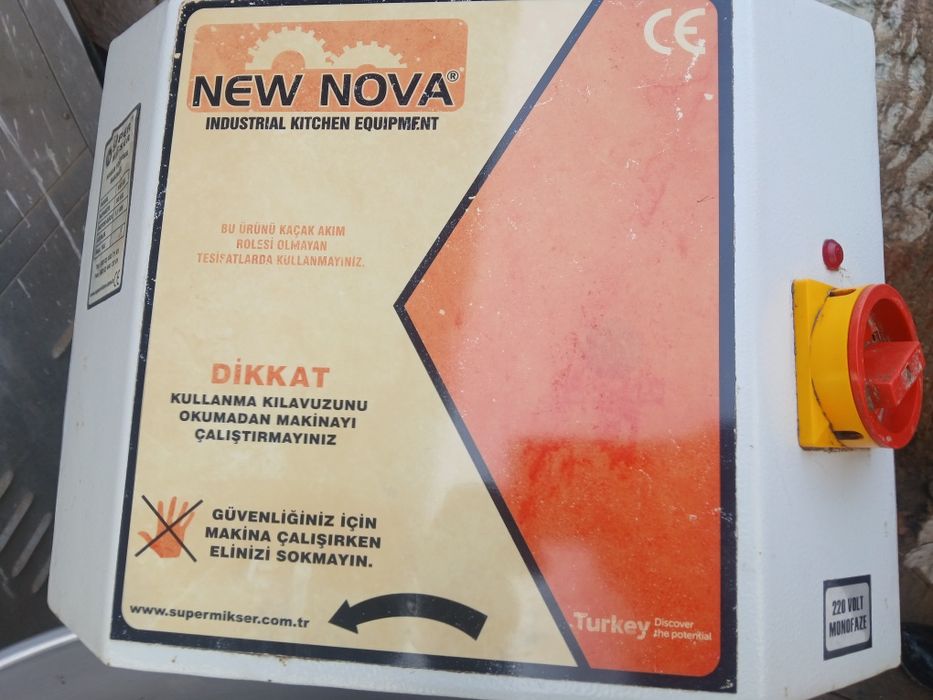 CE
NEW NOVA®
INDUSTRIAL KITCHEN EQUIPMENT
BU ÜRÜNÜ KAÇAK AKIM
ROLESİ OLMAYAN
TESİSATLARDA KULLANMAYINIZ.
DİKKAT
KULLANMA KILAVUZUNU
OKUMADAN MAKİNAYI
ÇALIŞTIRMAYINIZ
GÜVENLİĞİNİZ İÇİN
MAKİNA ÇALIŞIRKEN
ELİNİZİ SOKMAYIN.
www.supermikser.com.tr
Turkey Discover
the potential
220 VOLT
MONOFAZE